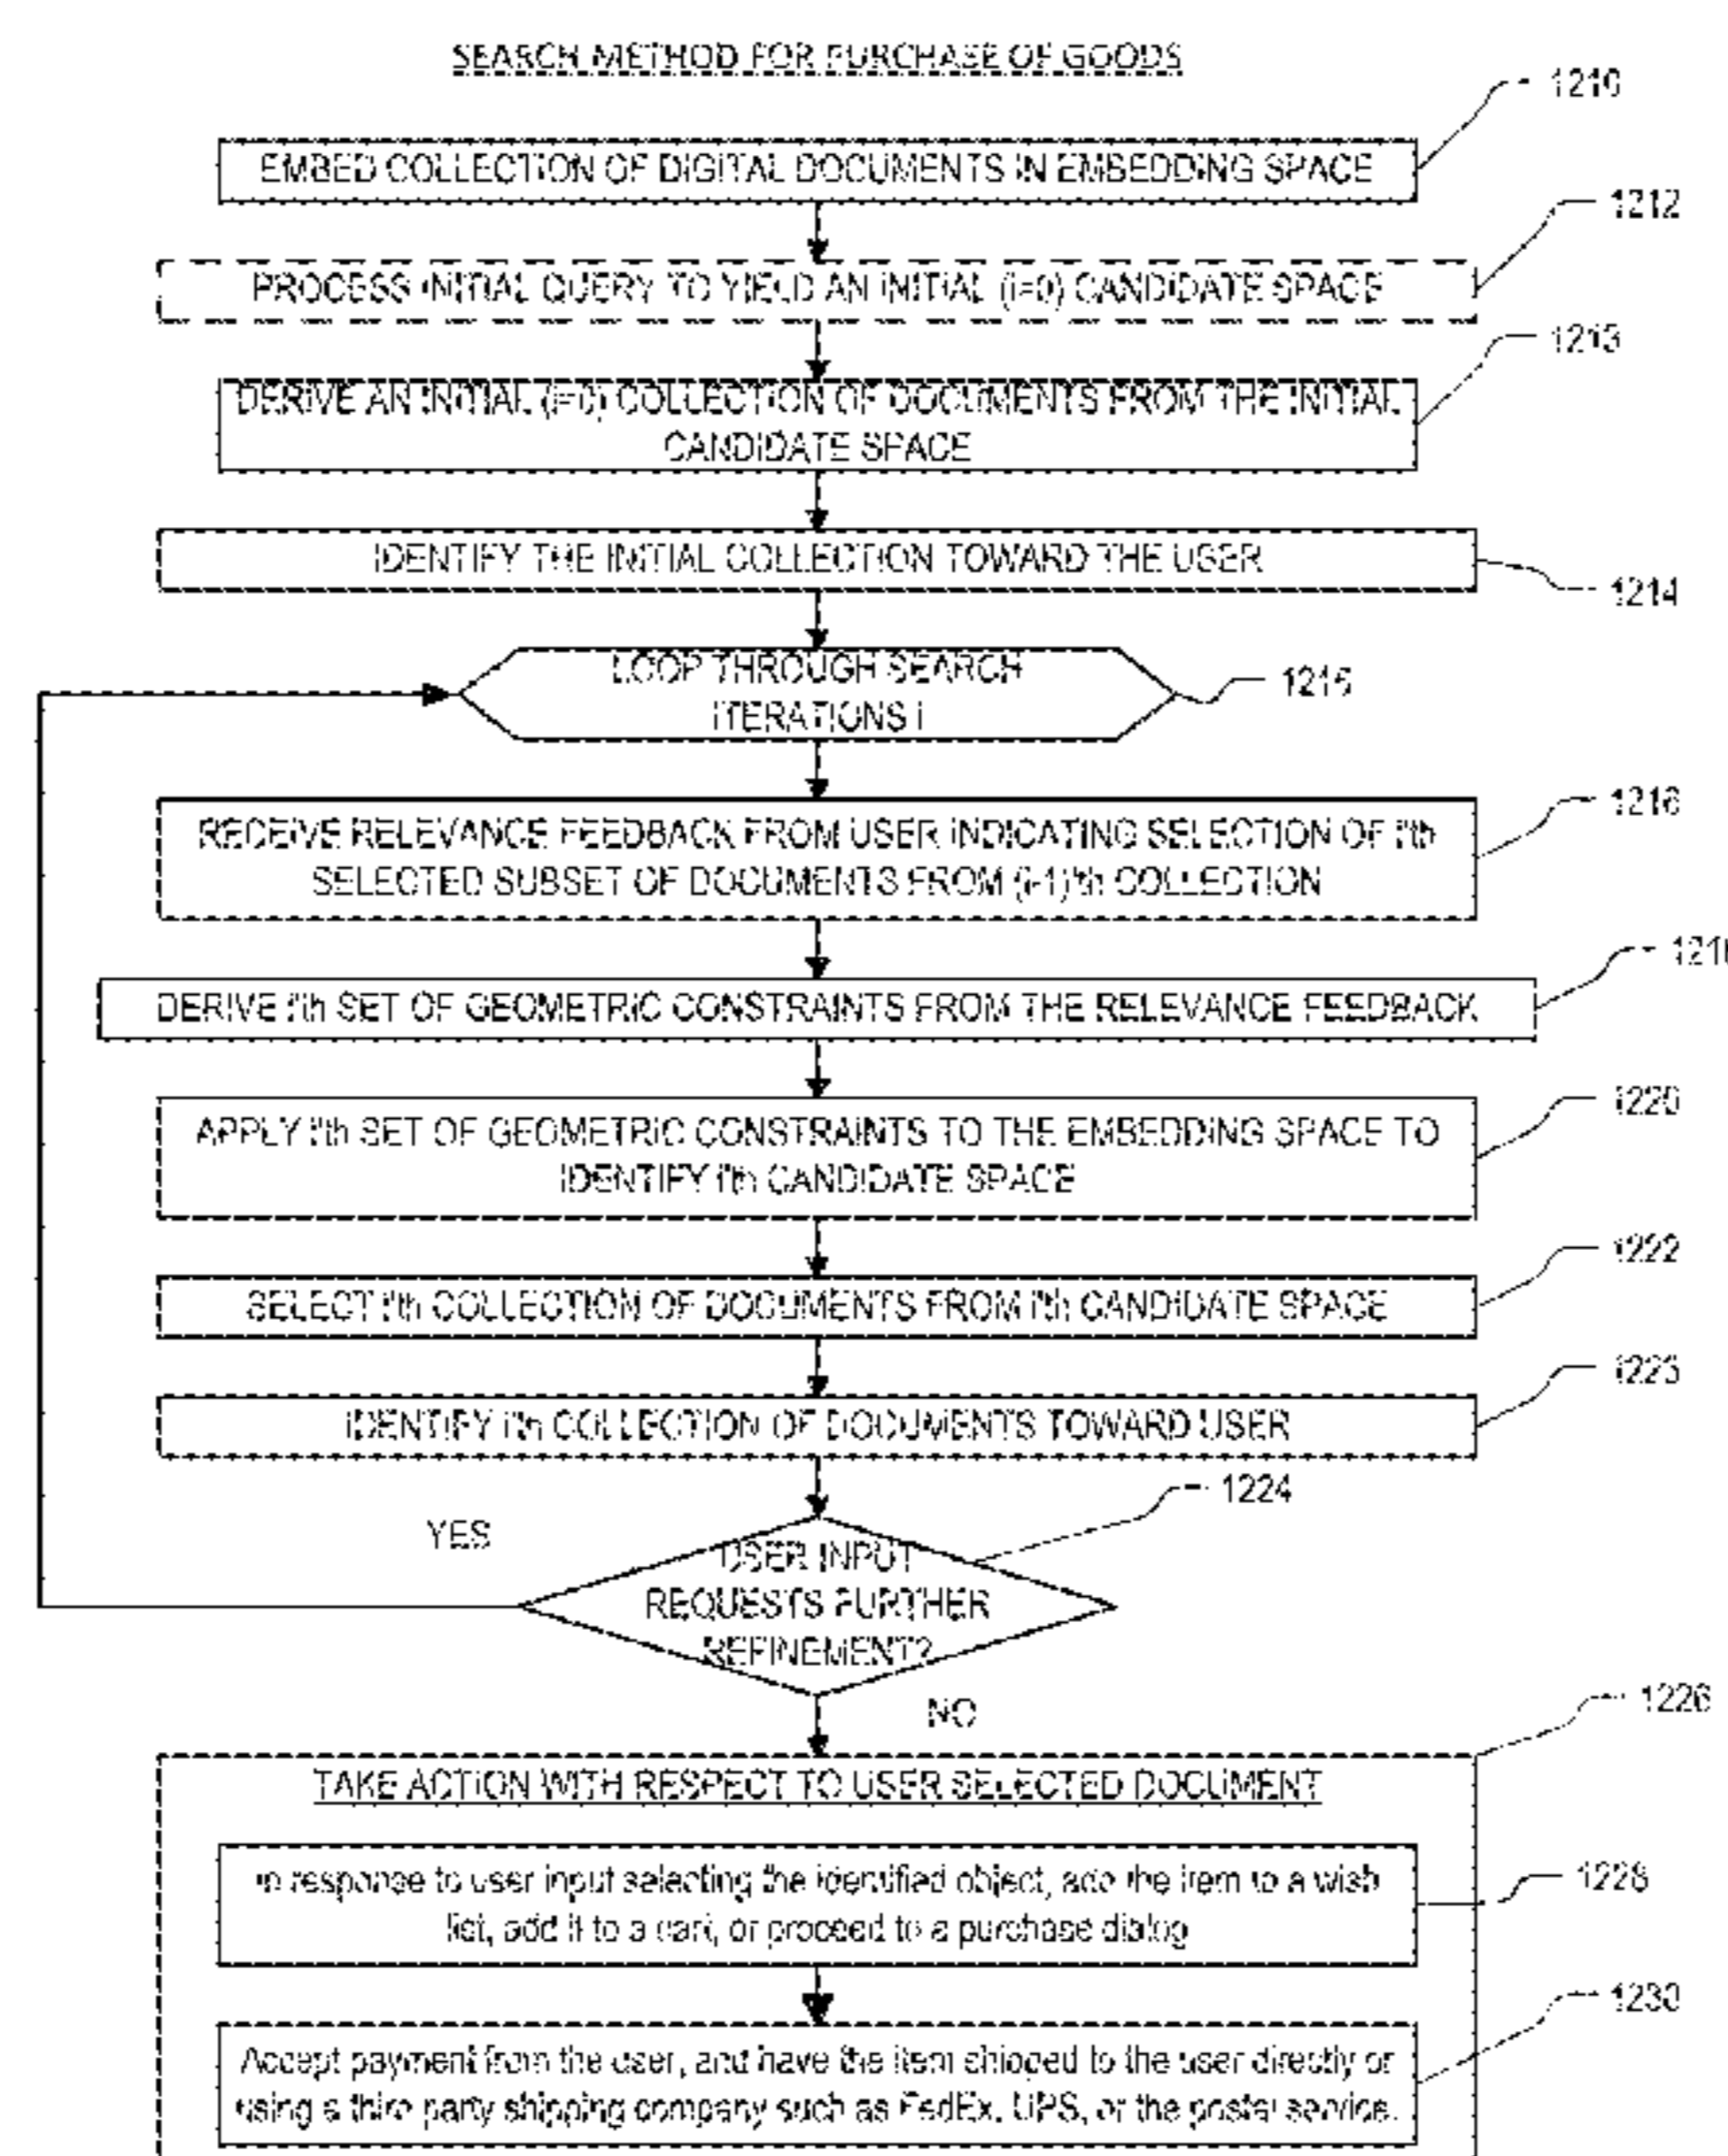 SEARCH METHOD FOR PURCHASE OF GOODS
1210
EMBED COLLECTION OF DIGITAL DOCUMENTS IN EMBEDDING SPACE
1212
PROCESS INITIAL QUERY TO YIELD AN INITIAL (i=0) CANDIDATE SPACE
1213
DERIVE AN INITIAL (i=0) COLLECTION OF DOCUMENTS FROM THE INITIAL
CANDIDATE SPACE
IDENTIFY THE INITIAL COLLECTION TOWARD THE USER
1214
LOOP THROUGH SEARCH
ITERATIONS i
RECEIVE RELEVANCE FEEDBACK FROM USER INDICATING SELECTION OF i'th
SELECTED SUBSET OF DOCUMENTS FROM (i-1)'th COLLECTION
1216
DERIVE i'th SET OF GEOMETRIC CONSTRAINTS FROM THE RELEVANCE FEEDBACK
1220
APPLY i'th SET OF GEOMETRIC CONSTRAINTS TO THE EMBEDDING SPACE TO
IDENTIFY i'th CANDIDATE SPACE
1222
SELECT i'th COLLECTION OF DOCUMENTS FROM i'th CANDIDATE SPACE
1223
IDENTIFY i'th COLLECTION OF DOCUMENTS TOWARD USER
1224
YES
USER INPUT
REQUESTS FURTHER
REFINEMENT?
NO
1226
TAKE ACTION WITH RESPECT TO USER SELECTED DOCUMENT
In response to user input selecting the identified object, add the item to a wish
list, add it to a cart, or proceed to a purchase dialog
1228
1230
Accept payment from the user, and have the item shipped to the user directly or
using a third party shipping company such as FedEx, UPS, or the postal service.